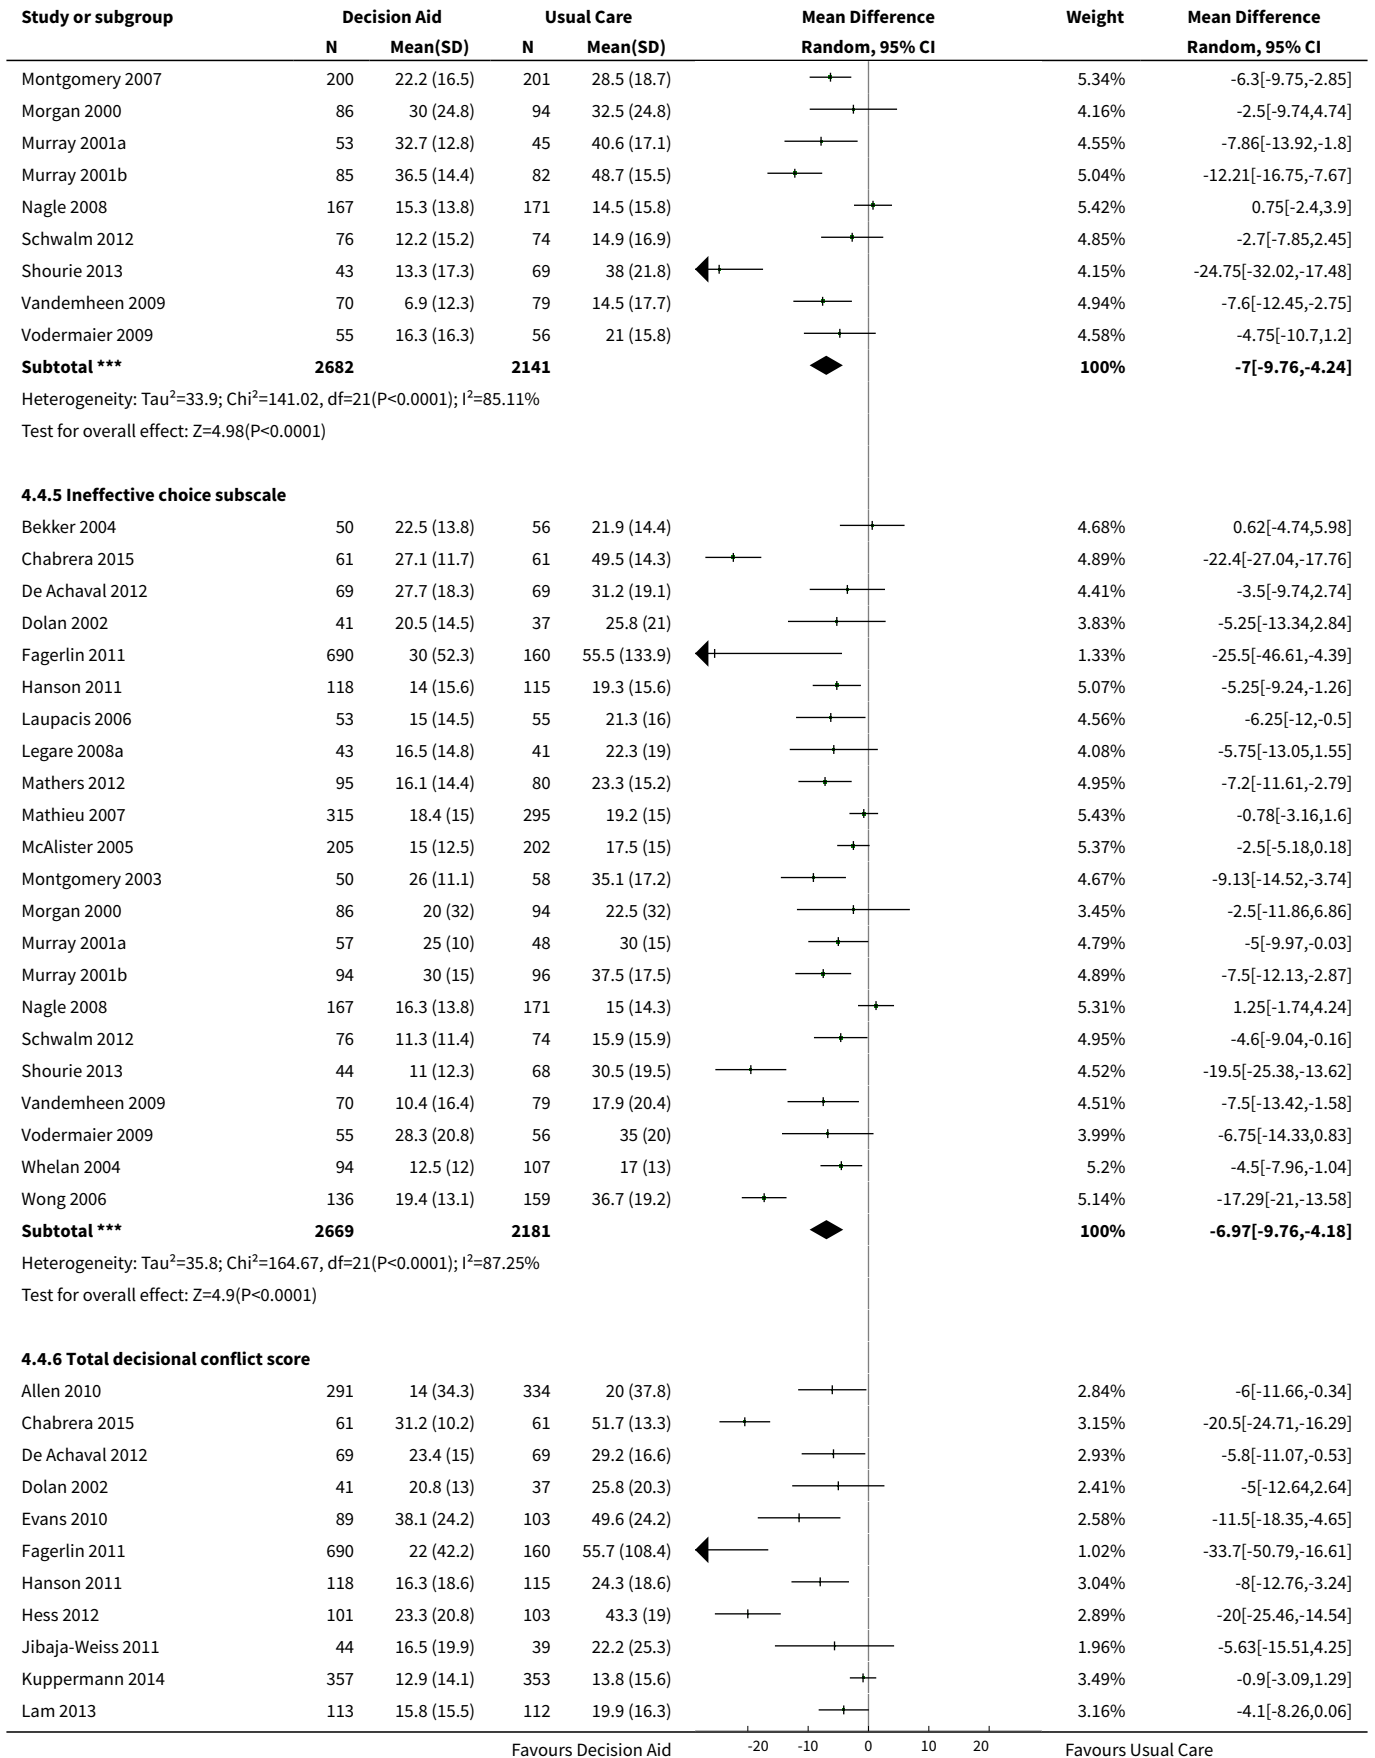 Study or subgroup Decision Aid Usual Care Mean Difference Weight Mean Difference
N Mean(SD) N Mean(SD) Random, 95% CI Random, 95% CI
Montgomery 2007 200 22.2 (16.5) 201 28.5 (18.7) 5.34% -6.3[-9.75,-2.85]
Morgan 2000 86 30 (24.8) 94 32.5 (24.8) 4.16% -2.5[-9.74,4.74]
Murray 2001a 53 32.7 (12.8) 45 40.6 (17.1) 4.55% -7.86[-13.92,-1.8]
Murray 2001b 85 36.5 (14.4) 82 48.7 (15.5) 5.04% -12.21[-16.75,-7.67]
Nagle 2008 167 15.3 (13.8) 171 14.5 (15.8) 5.42% 0.75[-2.4,3.9]
Schwalm 2012 76 12.2 (15.2) 74 14.9 (16.9) 4.85% -2.7[-7.85,2.45]
Shourie 2013 43 13.3 (17.3) 69 38 (21.8) 4.15% -24.75[-32.02,-17.48]
Vandemheen 2009 70 6.9 (12.3) 79 14.5 (17.7) 4.94% -7.6[-12.45,-2.75]
Vodermaier 2009 55 16.3 (16.3) 56 21 (15.8) 4.58% -4.75[-10.7,1.2]
Subtotal *** 2682 2141 100% -7[-9.76,-4.24]
Heterogeneity: Tau²=33.9; Chi²=141.02, df=21(P<0.0001); I²=85.11%
Test for overall effect: Z=4.98(P<0.0001)
4.4.5 Ineffective choice subscale
Bekker 2004 50 22.5 (13.8) 56 21.9 (14.4) 4.68% 0.62[-4.74,5.98]
Chabrera 2015 61 27.1 (11.7) 61 49.5 (14.3) 4.89% -22.4[-27.04,-17.76]
De Achaval 2012 69 27.7 (18.3) 69 31.2 (19.1) 4.41% -3.5[-9.74,2.74]
Dolan 2002 41 20.5 (14.5) 37 25.8 (21) 3.83% -5.25[-13.34,2.84]
Fagerlin 2011 690 30 (52.3) 160 55.5 (133.9) 1.33% -25.5[-46.61,-4.39]
Hanson 2011 118 14 (15.6) 115 19.3 (15.6) 5.07% -5.25[-9.24,-1.26]
Laupacis 2006 53 15 (14.5) 55 21.3 (16) 4.56% -6.25[-12,-0.5]
Legare 2008a 43 16.5 (14.8) 41 22.3 (19) 4.08% -5.75[-13.05,1.55]
Mathers 2012 95 16.1 (14.4) 80 23.3 (15.2) 4.95% -7.2[-11.61,-2.79]
Mathieu 2007 315 18.4 (15) 295 19.2 (15) 5.43% -0.78[-3.16,1.6]
McAlister 2005 205 15 (12.5) 202 17.5 (15) 5.37% -2.5[-5.18,0.18]
Montgomery 2003 50 26 (11.1) 58 35.1 (17.2) 4.67% -9.13[-14.52,-3.74]
Morgan 2000 86 20 (32) 94 22.5 (32) 3.45% -2.5[-11.86,6.86]
Murray 2001a 57 25 (10) 48 30 (15) 4.79% -5[-9.97,-0.03]
Murray 2001b 94 30 (15) 96 37.5 (17.5) 4.89% -7.5[-12.13,-2.87]
Nagle 2008 167 16.3 (13.8) 171 15 (14.3) 5.31% 1.25[-1.74,4.24]
Schwalm 2012 76 11.3 (11.4) 74 15.9 (15.9) 4.95% -4.6[-9.04,-0.16]
Shourie 2013 44 11 (12.3) 68 30.5 (19.5) 4.52% -19.5[-25.38,-13.62]
Vandemheen 2009 70 10.4 (16.4) 79 17.9 (20.4) 4.51% -7.5[-13.42,-1.58]
Vodermaier 2009 55 28.3 (20.8) 56 35 (20) 3.99% -6.75[-14.33,0.83]
Whelan 2004 94 12.5 (12) 107 17 (13) 5.2% -4.5[-7.96,-1.04]
Wong 2006 136 19.4 (13.1) 159 36.7 (19.2) 5.14% -17.29[-21,-13.58]
Subtotal *** 2669 2181 100% -6.97[-9.76,-4.18]
Heterogeneity: Tau²=35.8; Chi²=164.67, df=21(P<0.0001); I²=87.25%
Test for overall effect: Z=4.9(P<0.0001)
4.4.6 Total decisional conflict score
Allen 2010 291 14 (34.3) 334 20 (37.8) 2.84% -6[-11.66,-0.34]
Chabrera 2015 61 31.2 (10.2) 61 51.7 (13.3) 3.15% -20.5[-24.71,-16.29]
De Achaval 2012 69 23.4 (15) 69 29.2 (16.6) 2.93% -5.8[-11.07,-0.53]
Dolan 2002 41 20.8 (13) 37 25.8 (20.3) 2.41% -5[-12.64,2.64]
Evans 2010 89 38.1 (24.2) 103 49.6 (24.2) 2.58% -11.5[-18.35,-4.65]
Fagerlin 2011 690 22 (42.2) 160 55.7 (108.4) 1.02% -33.7[-50.79,-16.61]
Hanson 2011 118 16.3 (18.6) 115 24.3 (18.6) 3.04% -8[-12.76,-3.24]
Hess 2012 101 23.3 (20.8) 103 43.3 (19) 2.89% -20[-25.46,-14.54]
Jibaja-Weiss 2011 44 16.5 (19.9) 39 22.2 (25.3) 1.96% -5.63[-15.51,4.25]
Kuppermann 2014 357 12.9 (14.1) 353 13.8 (15.6) 3.49% -0.9[-3.09,1.29]
Lam 2013 113 15.8 (15.5) 112 19.9 (16.3) 3.16% -4.1[-8.26,0.06]
Favours Decision Aid -20 -10 0 10 20 Favours Usual Care